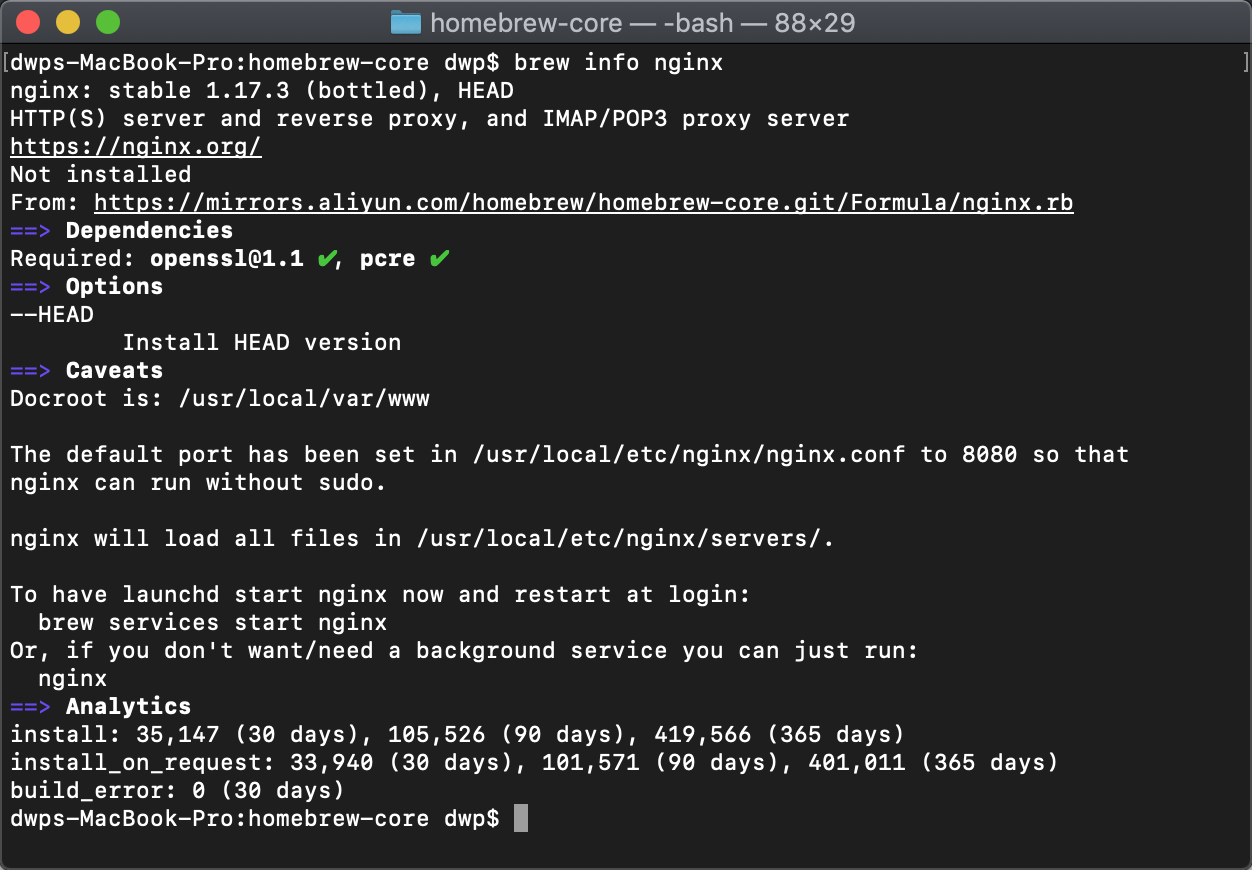 homebrew-core — -bash — 88×29
[dwps-MacBook-Pro:homebrew-core dwp$ brew info nginx ]
nginx: stable 1.17.3 (bottled), HEAD
HTTP(S) server and reverse proxy, and IMAP/POP3 proxy server
https://nginx.org/
Not installed
From: https://mirrors.aliyun.com/homebrew/homebrew-core.git/Formula/nginx.rb
==> Dependencies
Required: openssl@1.1 ✔, pcre ✔
==> Options
--HEAD
        Install HEAD version
==> Caveats
Docroot is: /usr/local/var/www
The default port has been set in /usr/local/etc/nginx/nginx.conf to 8080 so that
nginx can run without sudo.
nginx will load all files in /usr/local/etc/nginx/servers/.
To have launchd start nginx now and restart at login:
  brew services start nginx
Or, if you don't want/need a background service you can just run:
  nginx
==> Analytics
install: 35,147 (30 days), 105,526 (90 days), 419,566 (365 days)
install_on_request: 33,940 (30 days), 101,571 (90 days), 401,011 (365 days)
build_error: 0 (30 days)
dwps-MacBook-Pro:homebrew-core dwp$